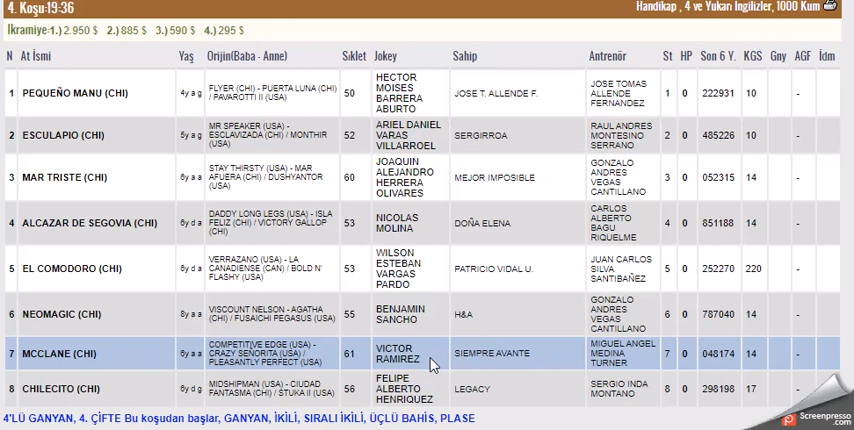 4. Koşu:19:36 Handikap , 4 ve Yukarı Ingilizler, 1000 Kum
İkramiye:1.) 2.950 $ 2.) 885 $ 3.) 590 $ 4.) 295 $
N At İsmi Yaş Orijin(Baba - Anne) Sıklet Jokey Sahip Antrenör St HP Son 6 Y. KGS Gny AGF İdm
1 PEQUEÑO MANU (CHI) 4y a g FLYER (CHI) - PUERTA LUNA (CHI) / PAVAROTTI II (USA) 50 HECTOR MOISES BARRERA ABURTO JOSE T. ALLENDE F. JOSE TOMAS ALLENDE FERNANDEZ 1 0 222931 10 -
2 ESCULAPIO (CHI) 5y a g MR SPEAKER (USA) - ESCLAVIZADA (CHI) / MONTHIR (USA) 52 ARIEL DANIEL VARAS VILLARROEL SERGIRROA RAUL ANDRES MONTESINO SERRANO 2 0 485226 10 -
3 MAR TRISTE (CHI) 6y a a STAY THIRSTY (USA) - MAR AFUERA (CHI) / DUSHYANTOR (USA) 60 JOAQUIN ALEJANDRO HERRERA OLIVARES MEJOR IMPOSIBLE GONZALO ANDRES VEGAS CANTILLANO 3 0 052315 14 -
4 ALCAZAR DE SEGOVIA (CHI) 6y d a DADDY LONG LEGS (USA) - ISLA FELIZ (CHI) / VICTORY GALLOP (CHI) 53 NICOLAS MOLINA DOÑA ELENA CARLOS ALBERTO BAGU RIQUELME 4 0 851188 14 -
5 EL COMODORO (CHI) 6y d a VERRAZANO (USA) - LA CANADIENSE (CAN) / BOLD N' FLASHY (USA) 53 WILSON ESTEBAN VARGAS PARDO PATRICIO VIDAL U. JUAN CARLOS SILVA SANTIBAÑEZ 5 0 252270 220 -
6 NEOMAGIC (CHI) 8y a a VISCOUNT NELSON - AGATHA (CHI) / FUSAICHI PEGASUS (USA) 55 BENJAMIN SANCHO H&A GONZALO ANDRES VEGAS CANTILLANO 6 0 787040 14 -
7 MCCLANE (CHI) 6y a a COMPETITIVE EDGE (USA) - CRAZY SENORITA (USA) / PLEASANTLY PERFECT (USA) 61 VICTOR RAMIREZ SIEMPRE AVANTE MIGUEL ANGEL MEDINA TURNER 7 0 048174 14 -
8 CHILECITO (CHI) 6y d g MIDSHIPMAN (USA) - CIUDAD FANTASMA (CHI) / STUKA II (USA) 56 FELIPE ALBERTO HENRIQUEZ LEGACY SERGIO INDA MONTANO 8 0 298198 17 -
4'LÜ GANYAN, 4. ÇİFTE Bu koşudan başlar, GANYAN, İKİLİ, SIRALI İKİLİ, ÜÇLÜ BAHİS, PLASE
Screenpresso
.com